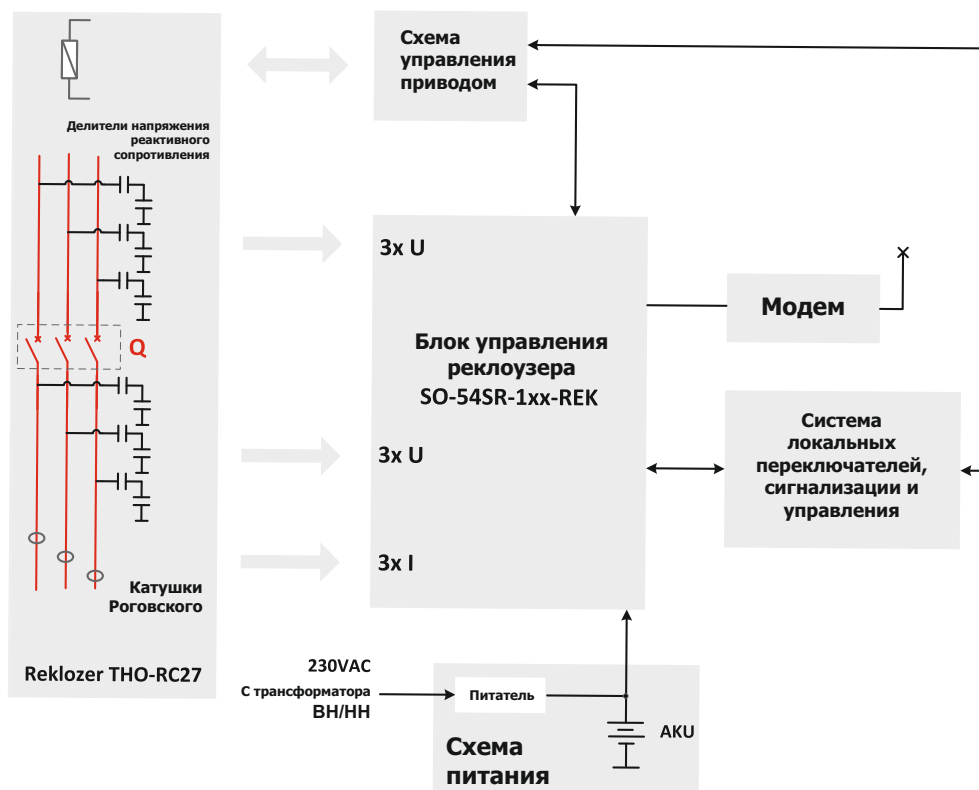 Схема
управления
приводом
Делители напряжения
реактивного
сопротивления
3x U
Модем
Q
Блок управления
реклоузера
SO-54SR-1xx-REK
Система
локальных
переключателей,
сигнализации и
управления
3x U
3x I
Катушки
Роговского
Reklozer THO-RC27
230VAC
С трансформатора
ВН/НН
Питатель
AKU
Схема
питания